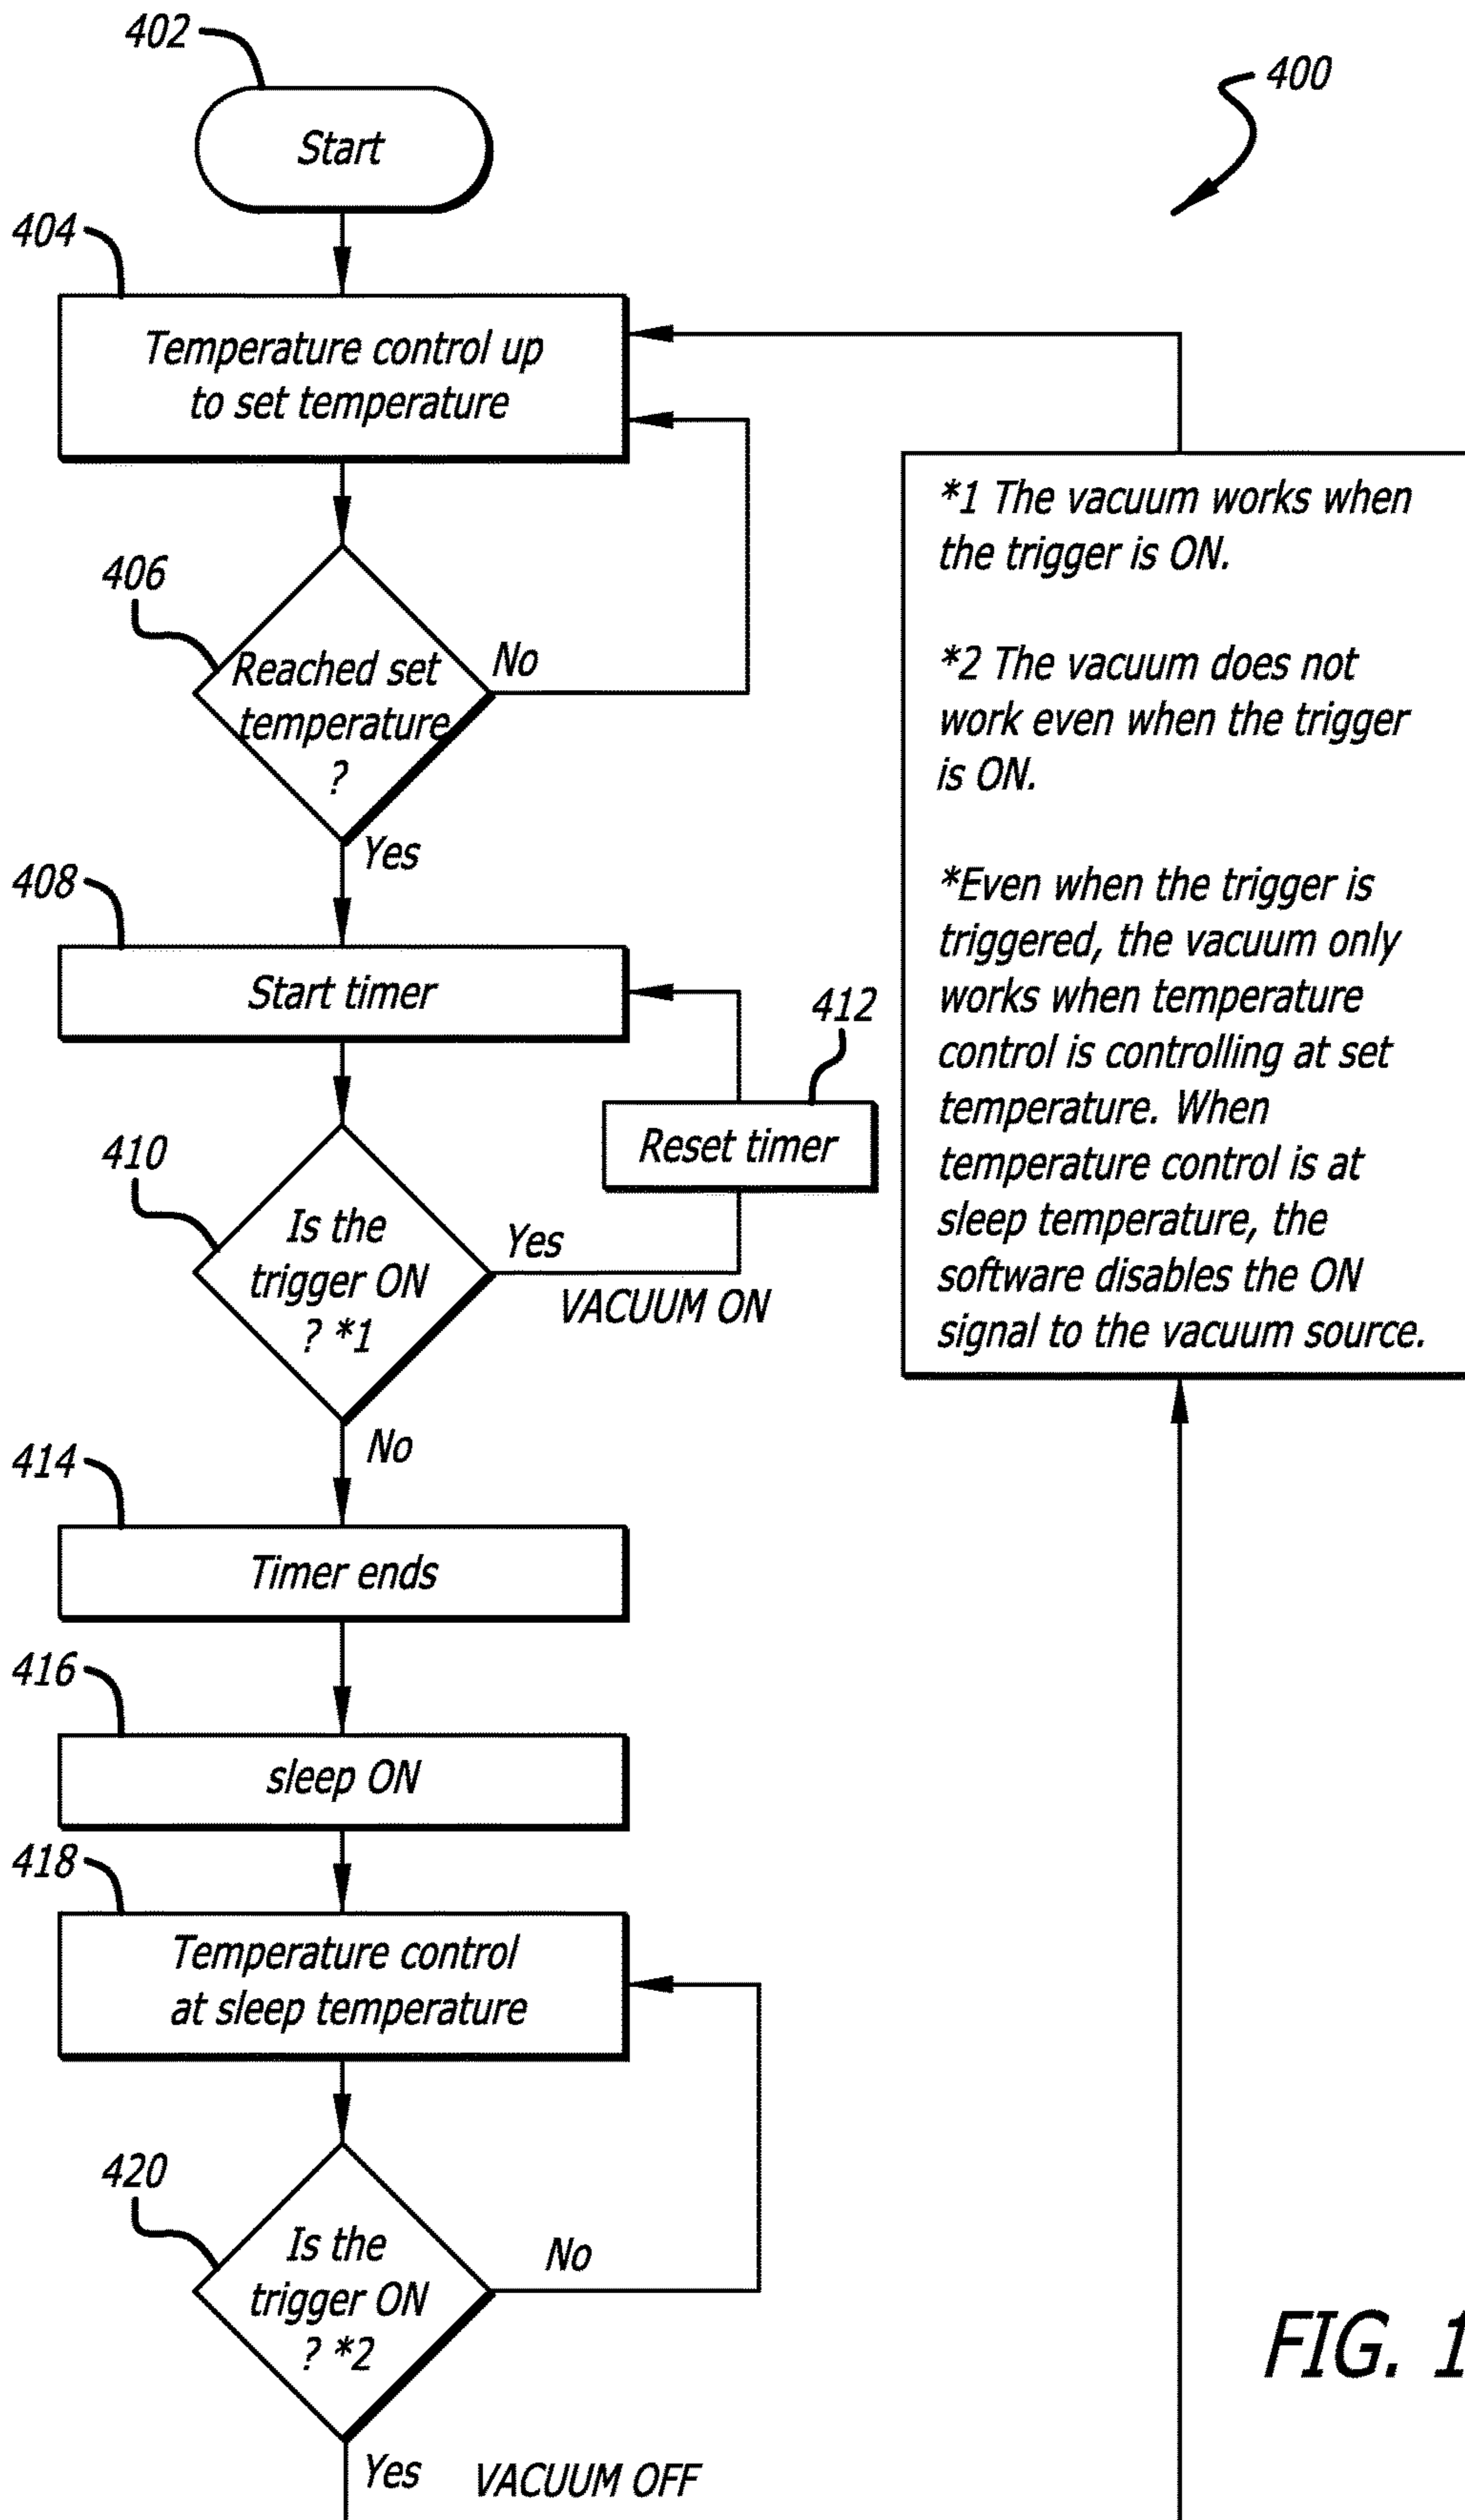 402
400
Start
404
Temperature control up
to set temperature
406
Reached set
temperature
?
No
Yes
408
Start timer
412
Reset timer
410
Is the
trigger ON
? *1
Yes
VACUUM ON
No
414
Timer ends
416
sleep ON
418
Temperature control
at sleep temperature
420
Is the
trigger ON
? *2
No
Yes
VACUUM OFF
*1 The vacuum works when
the trigger is ON.
*2 The vacuum does not
work even when the trigger
is ON.
*Even when the trigger is
triggered, the vacuum only
works when temperature
control is controlling at set
temperature. When
temperature control is at
sleep temperature, the
software disables the ON
signal to the vacuum source.
FIG. 1